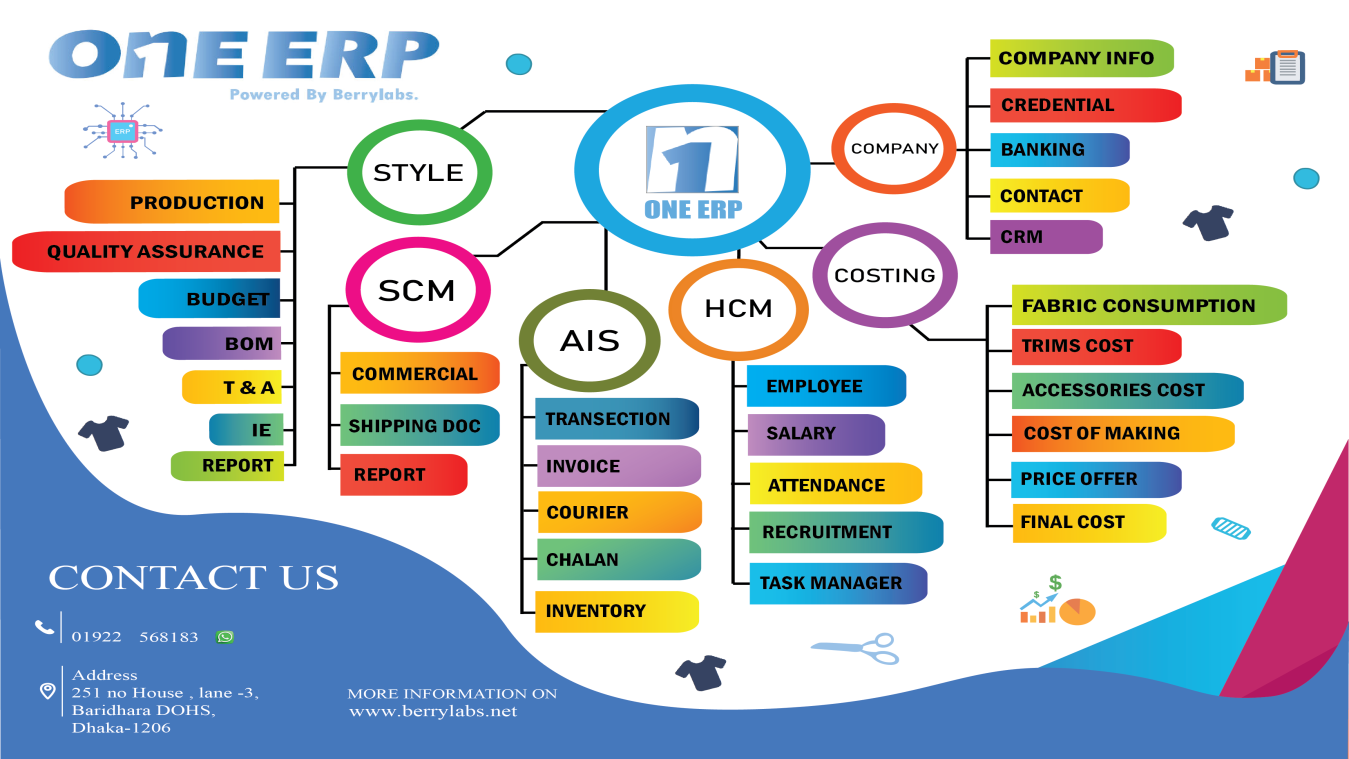 ONE ERP
Powered By Berrylabs.
ERP
ONE ERP
STYLE
PRODUCTION
QUALITY ASSURANCE
BUDGET
BOM
T & A
IE
REPORT
SCM
COMMERCIAL
SHIPPING DOC
REPORT
AIS
TRANSECTION
INVOICE
COURIER
CHALAN
INVENTORY
HCM
EMPLOYEE
SALARY
ATTENDANCE
RECRUITMENT
TASK MANAGER
COMPANY
COMPANY INFO
CREDENTIAL
BANKING
CONTACT
CRM
COSTING
FABRIC CONSUMPTION
TRIMS COST
ACCESSORIES COST
COST OF MAKING
PRICE OFFER
FINAL COST
$
$
CONTACT US
01922 568183
Address
251 no House , lane -3,
Baridhara DOHS,
Dhaka-1206
MORE INFORMATION ON
www.berrylabs.net